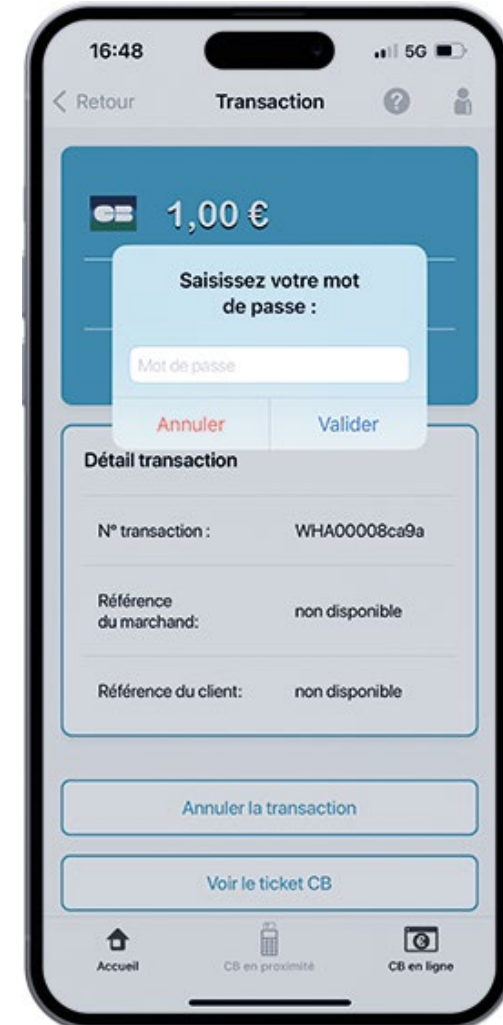 16:48
5G
Retour
Transaction
?
CB
1,00 €
Saisissez votre mot
de passe :
Mot de passe
Annuler
Valider
Détail transaction
N° transaction :
WHA00008ca9a
Référence
du marchand:
non disponible
Référence du client:
non disponible
Annuler la transaction
Voir le ticket CB
Accueil
CB en proximité
CB en ligne